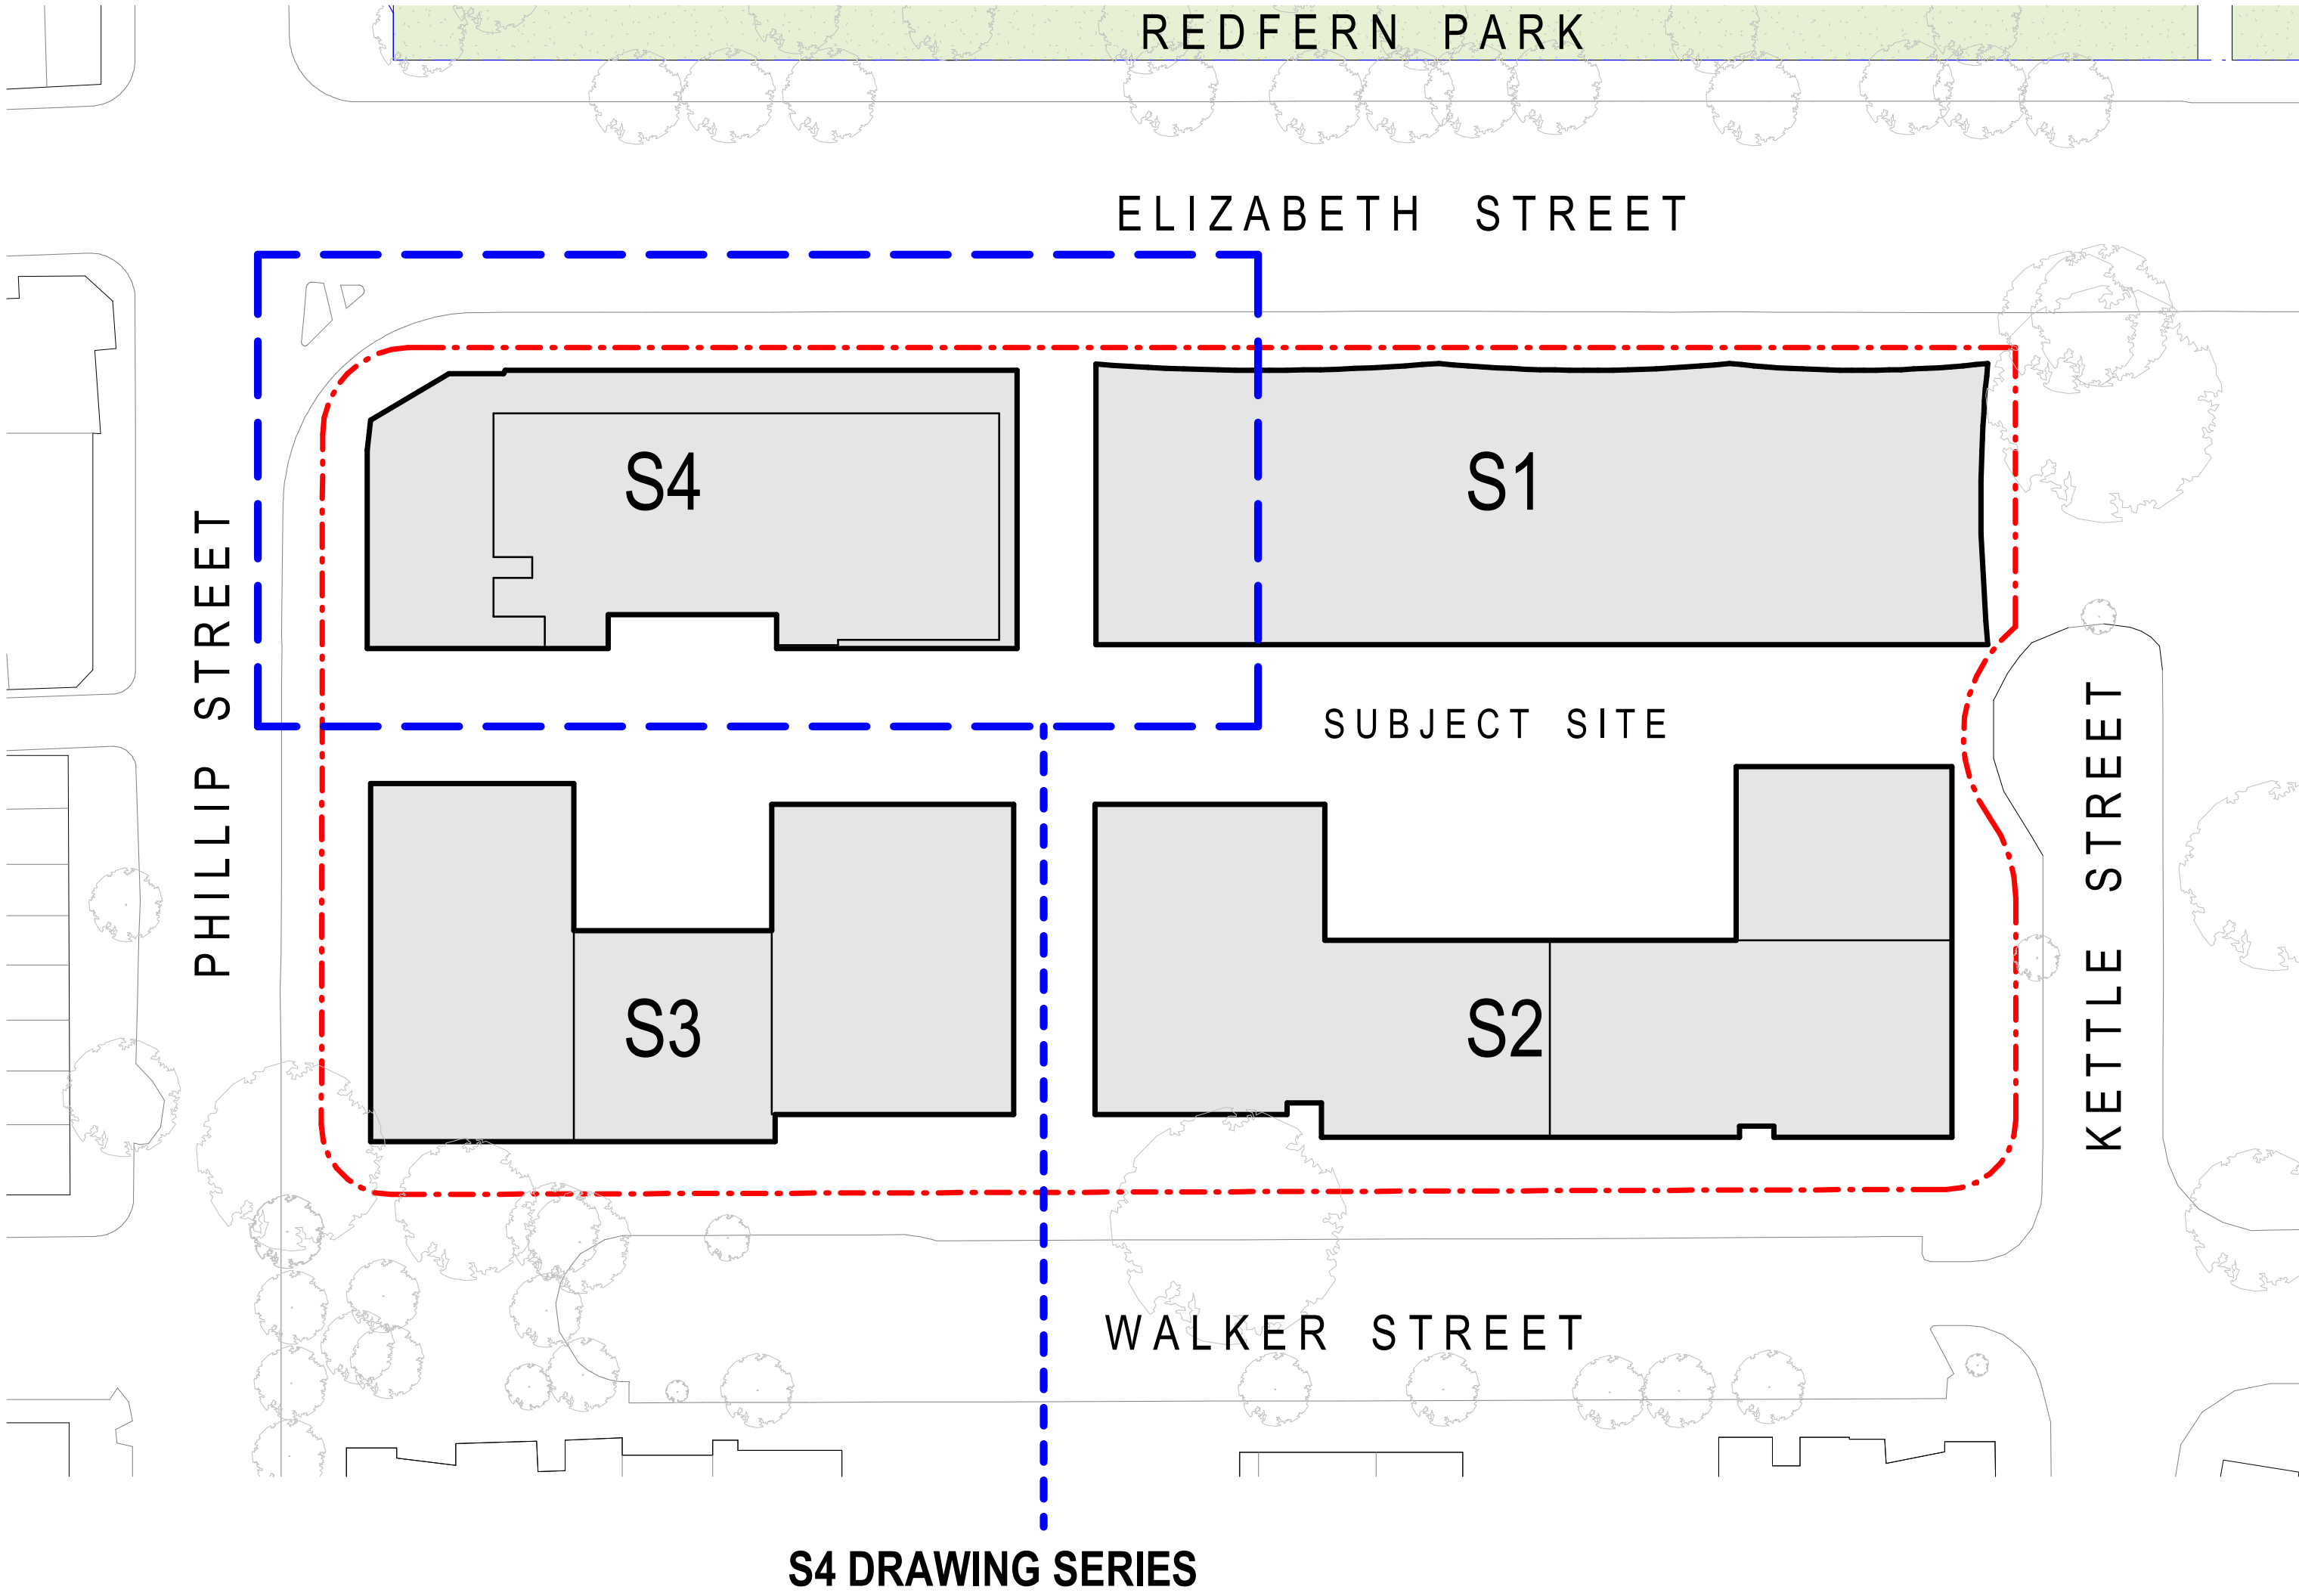 REDFERN PARK
ELIZABETH STREET
S4
S1
PHILLIP STREET
SUBJECT SITE
KETTLE STREET
S3
S2
WALKER STREET
S4 DRAWING SERIES